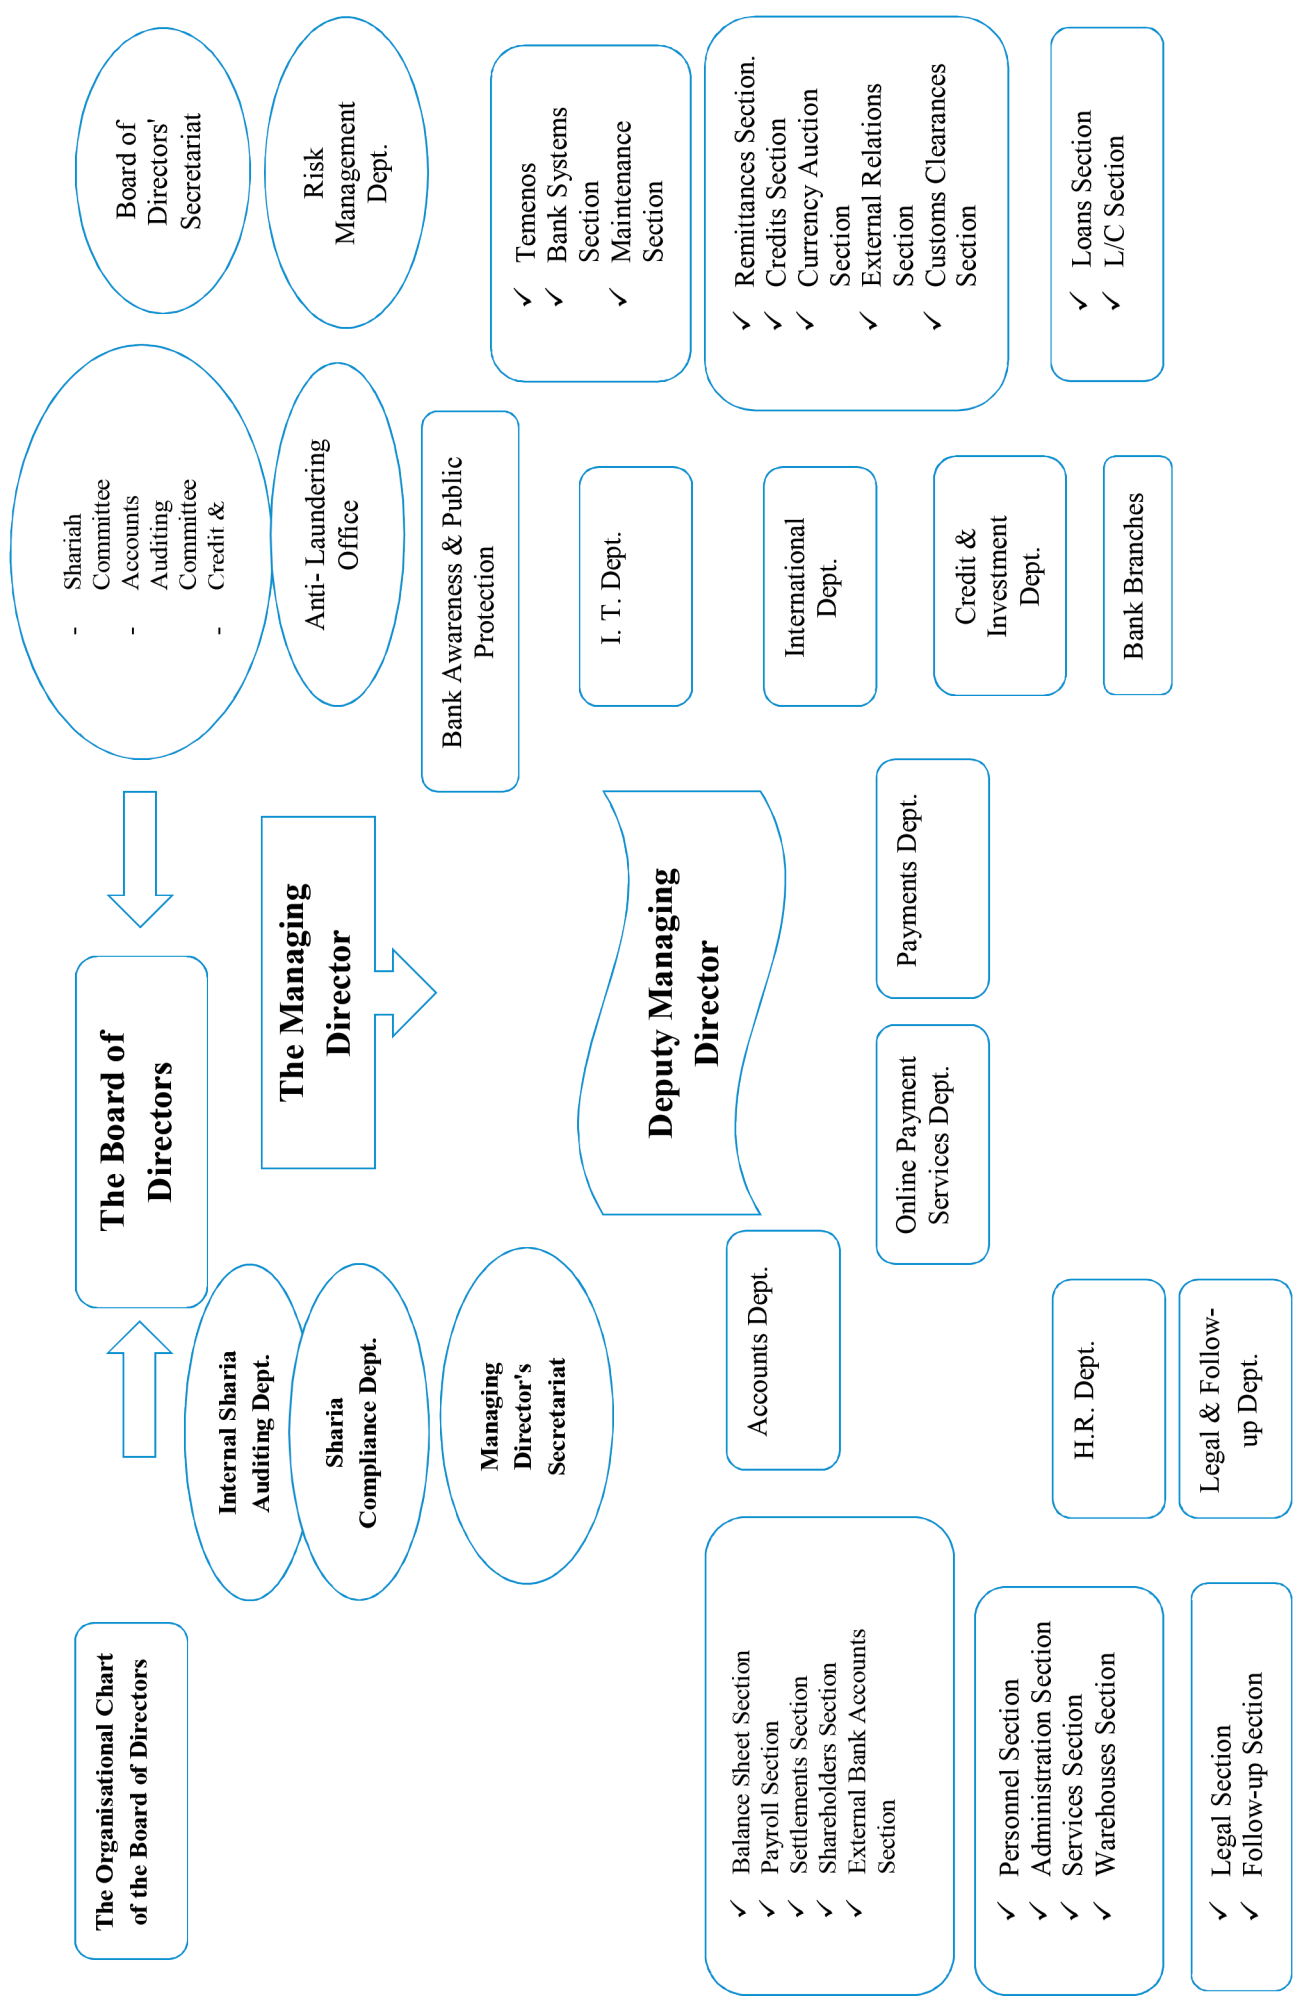 The Organisational Chart
of the Board of Directors
The Board of
Directors
- Shariah
Committee
- Accounts
Auditing
Committee
- Credit &
Board of
Directors'
Secretariat
Internal Sharia
Auditing Dept.
Sharia
Compliance Dept.
The Managing
Director
Anti- Laundering
Office
Risk
Management
Dept.
Managing
Director's
Secretariat
Bank Awareness & Public
Protection
Deputy Managing
Director
I. T. Dept.
✓ Temenos
✓ Bank Systems
Section
✓ Maintenance
Section
✓ Balance Sheet Section
✓ Payroll Section
✓ Settlements Section
✓ Shareholders Section
✓ External Bank Accounts
Section
Accounts Dept.
International
Dept.
✓ Remittances Section.
✓ Credits Section
✓ Currency Auction
Section
✓ External Relations
Section
✓ Customs Clearances
Section
Online Payment
Services Dept.
Payments Dept.
Credit &
Investment
Dept.
✓ Loans Section
✓ L/C Section
✓ Personnel Section
✓ Administration Section
✓ Services Section
✓ Warehouses Section
H.R. Dept.
Bank Branches
✓ Legal Section
✓ Follow-up Section
Legal & Follow-
up Dept.